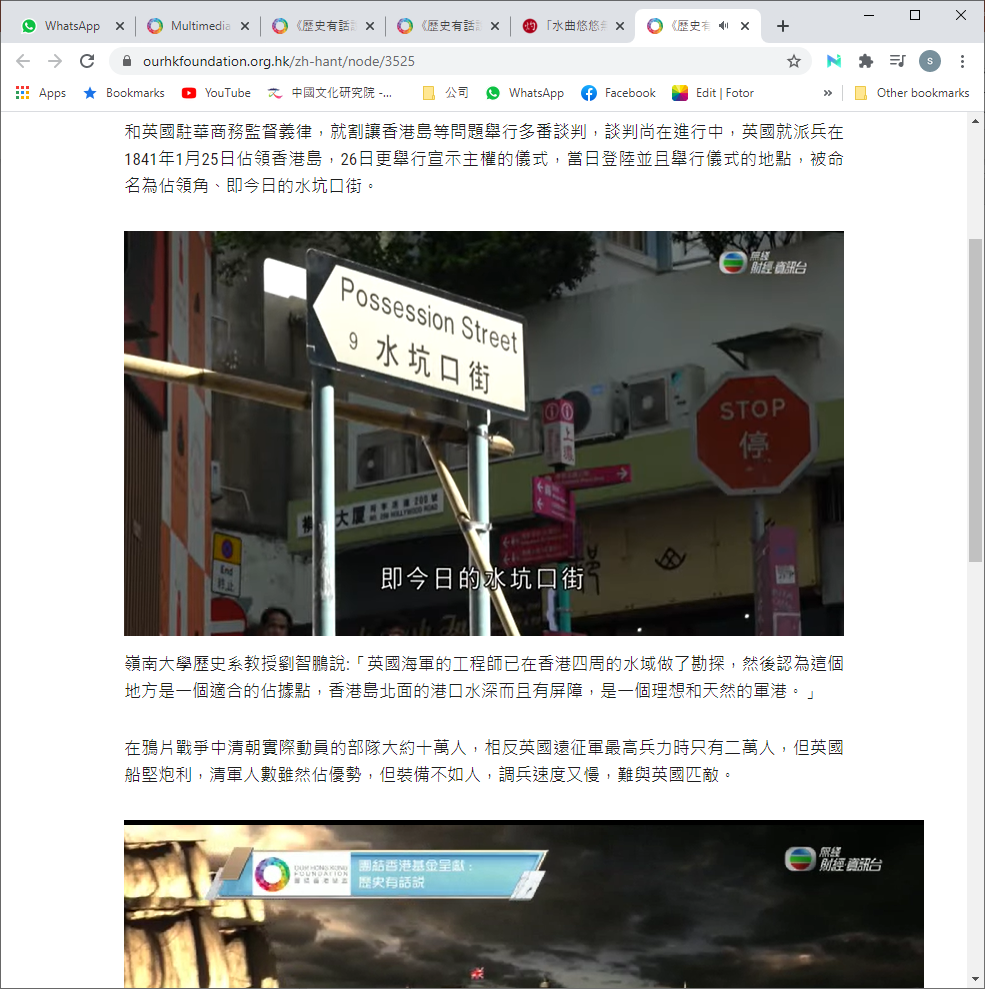 WhatsApp
Multimedia
《歷史有話
《歷史有話
「水曲悠悠
《歷史有
ourhkfoundation.org.hk/zh-hant/node/3525
S
Apps
Bookmarks
YouTube
中國文化研究院 -...
公司
WhatsApp
Facebook
Edit | Fotor
»
Other bookmarks
和英國駐華商務監督義律，就割讓香港島等問題舉行多番談判，談判尚在進行中，英國就派兵在
1841年1月25日佔領香港島，26日更舉行宣示主權的儀式，當日登陸並且舉行儀式的地點，被命
名為佔領角、即今日的水坑口街。
無綫
財經·資訊台
Possession Street
9 水坑口街
STOP
停
上環
大厦
End
終止
即今日的水坑口街
嶺南大學歷史系教授劉智鵬說:「英國海軍的工程師已在香港四周的水域做了勘探，然後認為這個
地方是一個適合的佔據點，香港島北面的港口水深而且有屏障，是一個理想和天然的軍港。」
在鴉片戰爭中清朝實際動員的部隊大約十萬人，相反英國遠征軍最高兵力時只有二萬人，但英國
船堅炮利，清軍人數雖然佔優勢，但裝備不如人，調兵速度又慢，難與英國匹敵。
OUR HONG KONG
FOUNDATION
團結香港基金
團結香港基金呈獻：
歷史有話說
無綫
財經·資訊台